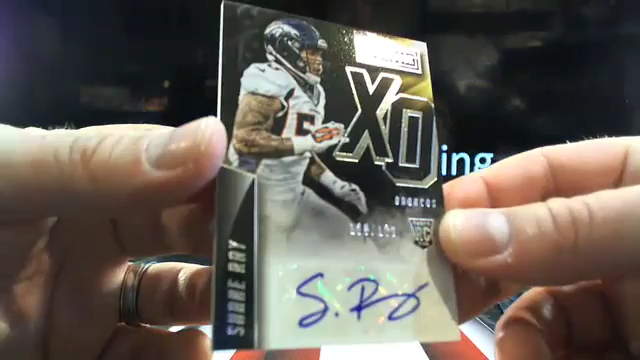 XO
ing
BRONCOS
RC
SHANE RAY
S. Ray